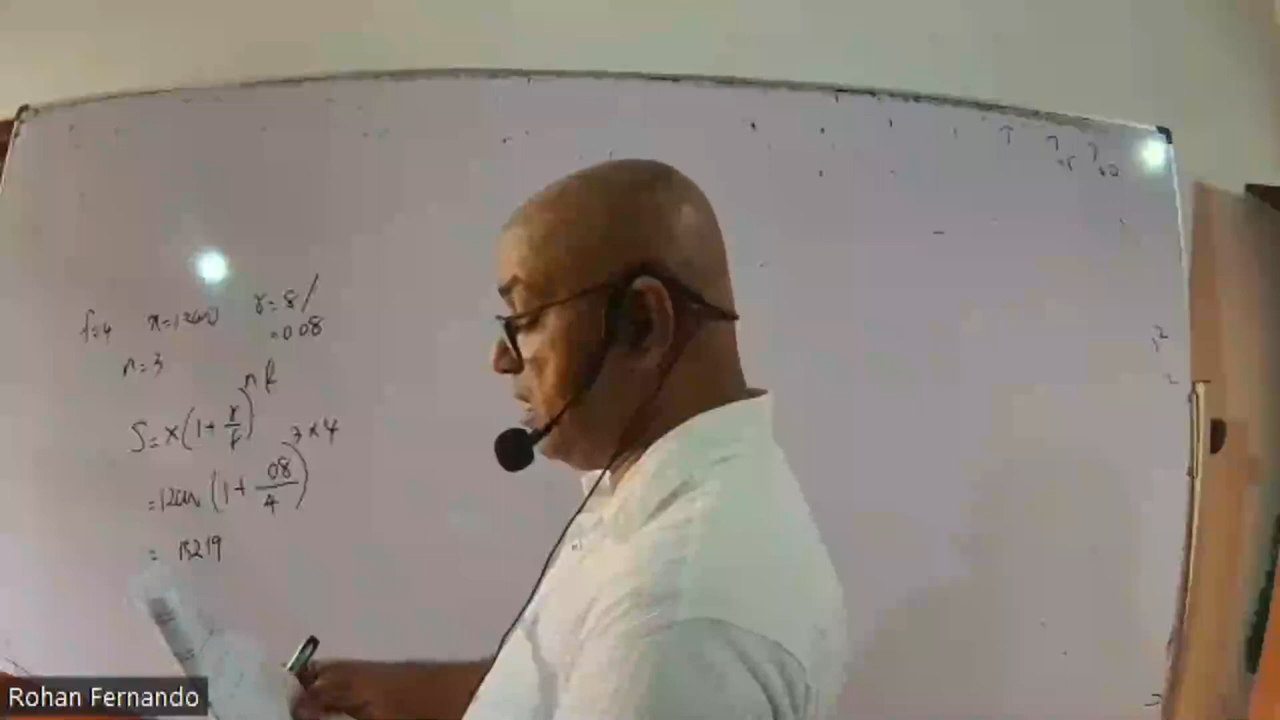 f=4 x=12000 r=8/
=0.08
n=3
S=x(1+r/f)^nf
=12000(1+08/4)^3×4
= 15219
Rohan Fernando